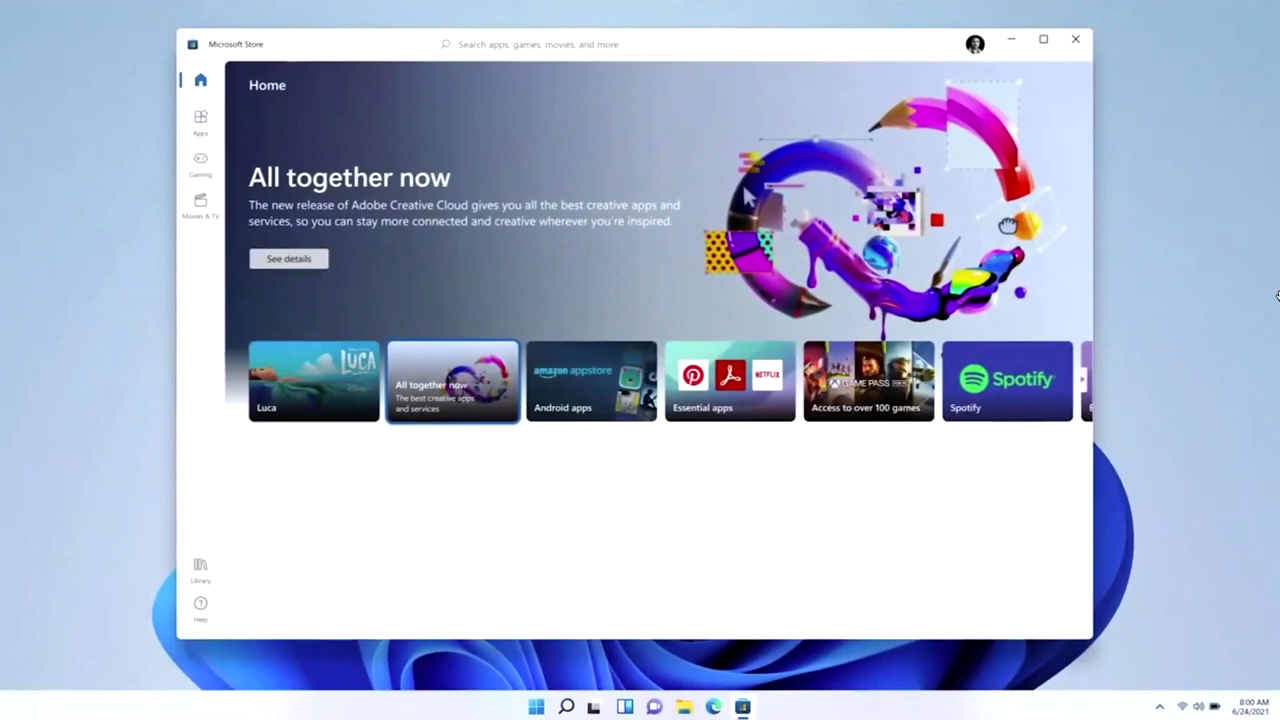 Microsoft Store
Search apps, games, movies, and more
Home
Apps
Gaming
Movies & TV
All together now
The new release of Adobe Creative Cloud gives you all the best creative apps and
services, so you can stay more connected and creative wherever you're inspired.
See details
LUCA
Disney
Luca
All together now
The best creative apps
and services
amazon appstore
Android apps
NETFLIX
Essential apps
GAME PASS
Access to over 100 games
Spotify
Spotify
Library
Help
8:00 AM
6/24/2021